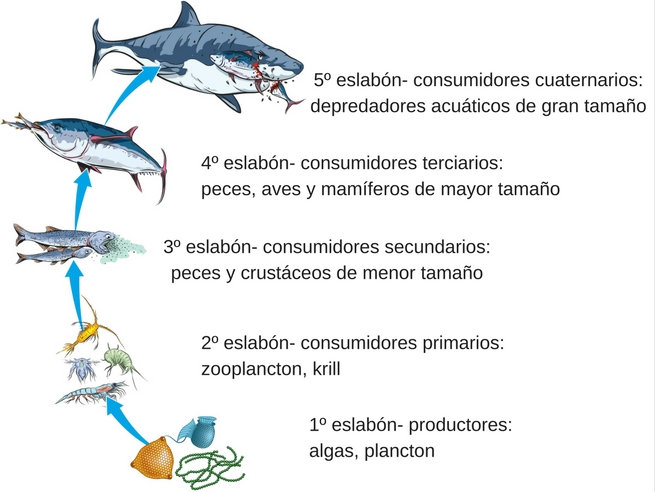 5º eslabón- consumidores cuaternarios:
depredadores acuáticos de gran tamaño
4º eslabón- consumidores terciarios:
peces, aves y mamíferos de mayor tamaño
3º eslabón- consumidores secundarios:
peces y crustáceos de menor tamaño
2º eslabón- consumidores primarios:
zooplancton, krill
1º eslabón- productores:
algas, plancton